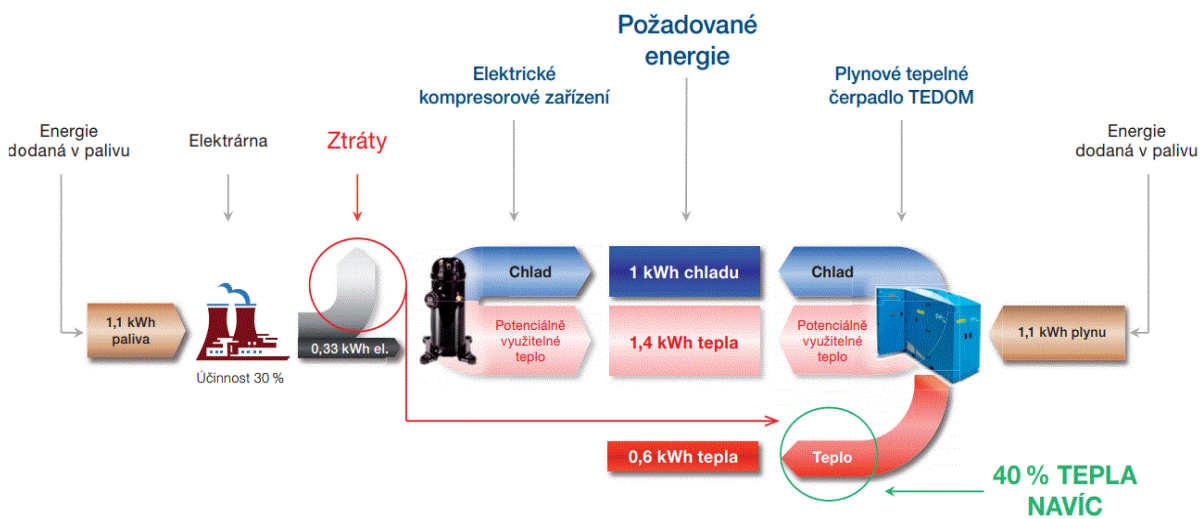 Požadované
energie
Elektrické
kompresorové zařízení
Plynové tepelné
čerpadlo TEDOM
Energie
dodaná v palivu
Elektrárna
Ztráty
Energie
dodaná v palivu
Chlad
1 kWh chladu
Chlad
1,1 kWh
paliva
0,33 kWh el.
Potenciálně
využitelné
teplo
1,4 kWh tepla
Potenciálně
využitelné
teplo
1,1 kWh plynu
Účinnost 30 %
0,6 kWh tepla
Teplo
40 % TEPLA
NAVÍC